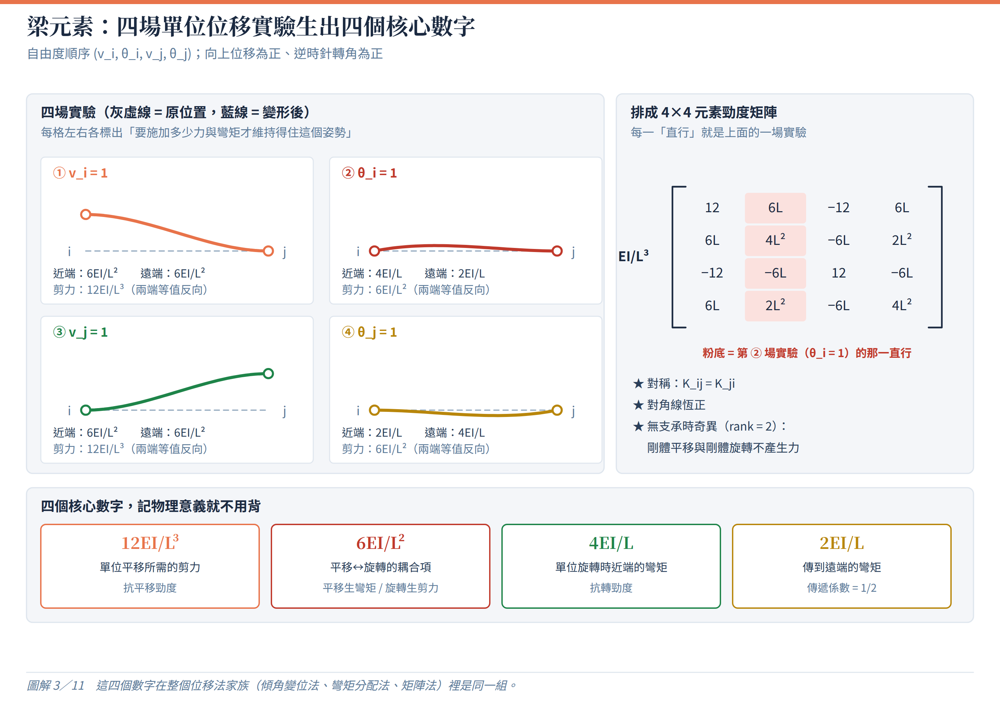 梁元素：四場單位位移實驗生出四個核心數字
自由度順序 (v_i, θ_i, v_j, θ_j)；向上位移為正、逆時針轉角為正
四場實驗（灰虛線 = 原位置，藍線 = 變形後）
每格左右各標出「要施加多少力與彎矩才維持得住這個姿勢」
① v_i = 1
i
j
近端：6EI/L² 遠端：6EI/L²
剪力：12EI/L³（兩端等值反向）
② θ_i = 1
i
j
近端：4EI/L 遠端：2EI/L
剪力：6EI/L²（兩端等值反向）
③ v_j = 1
i
j
近端：6EI/L² 遠端：6EI/L²
剪力：12EI/L³（兩端等值反向）
④ θ_j = 1
i
j
近端：2EI/L 遠端：4EI/L
剪力：6EI/L²（兩端等值反向）
排成 4×4 元素勁度矩陣
每一「直行」就是上面的一場實驗
12 6L −12 6L
6L 4L² −6L 2L²
EI/L³
−12 −6L 12 −6L
6L 2L² −6L 4L²
粉底 = 第 ② 場實驗（θ_i = 1）的那一直行
★ 對稱：K_ij = K_ji
★ 對角線恆正
★ 無支承時奇異（rank = 2）：
剛體平移與剛體旋轉不產生力
四個核心數字，記物理意義就不用背
12EI/L³
單位平移所需的剪力
抗平移勁度
6EI/L²
平移↔旋轉的耦合項
平移生彎矩 / 旋轉生剪力
4EI/L
單位旋轉時近端的彎矩
抗轉勁度
2EI/L
傳到遠端的彎矩
傳遞係數 = 1/2
圖解 3／11 這四個數字在整個位移法家族（傾角變位法、彎矩分配法、矩陣法）裡是同一組。